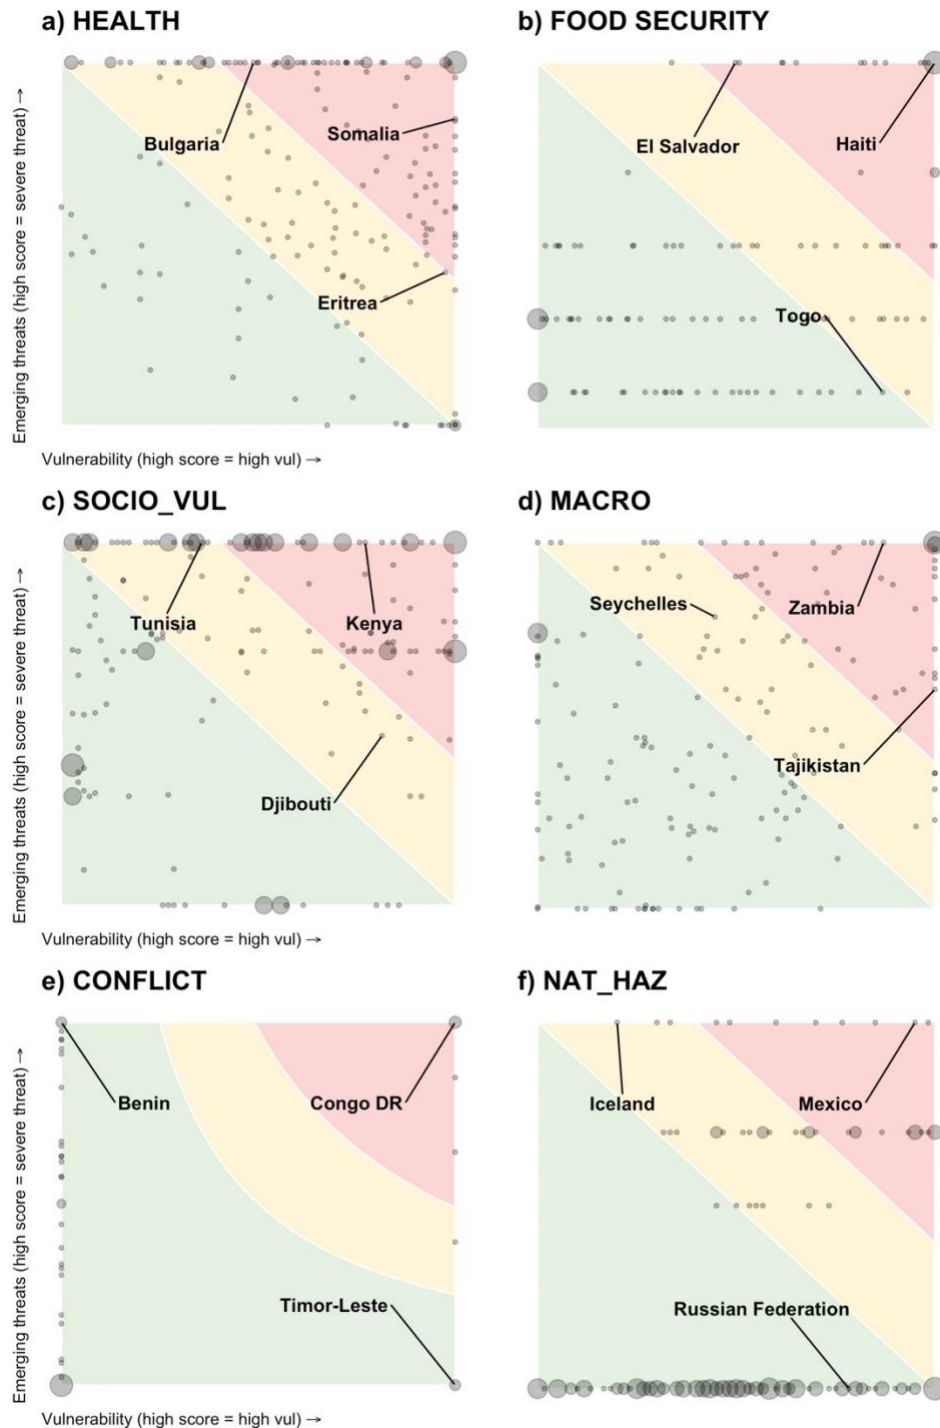 a) HEALTH
b) FOOD SECURITY
Emerging threats (high score = severe threat) →
Bulgaria
Somalia
Eritrea
El Salvador
Haiti
Togo
Vulnerability (high score = high vul) →
c) SOCIO_VUL
d) MACRO
Emerging threats (high score = severe threat) →
Tunisia
Kenya
Djibouti
Seychelles
Zambia
Tajikistan
Vulnerability (high score = high vul) →
e) CONFLICT
f) NAT_HAZ
Emerging threats (high score = severe threat) →
Benin
Congo DR
Timor-Leste
Iceland
Mexico
Russian Federation
Vulnerability (high score = high vul) →